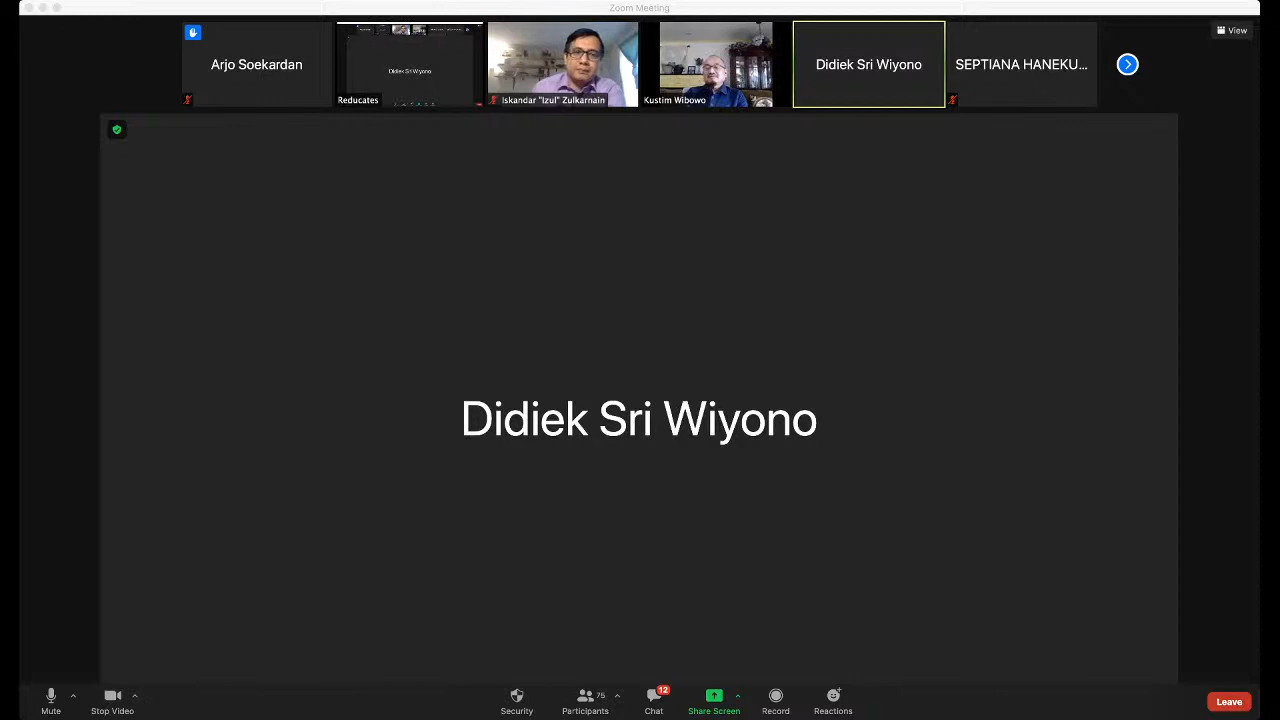 Zoom Meeting
View
Arjo Soekardan
Didiek Sri Wiyono
Reducates
Iskandar "Izul" Zulkarnain
Kustim Wibowo
Didiek Sri Wiyono
SEPTIANA HANEKU...
Didiek Sri Wiyono
Mute
Stop Video
Security
75
Participants
12
Chat
Share Screen
Record
Reactions
Leave